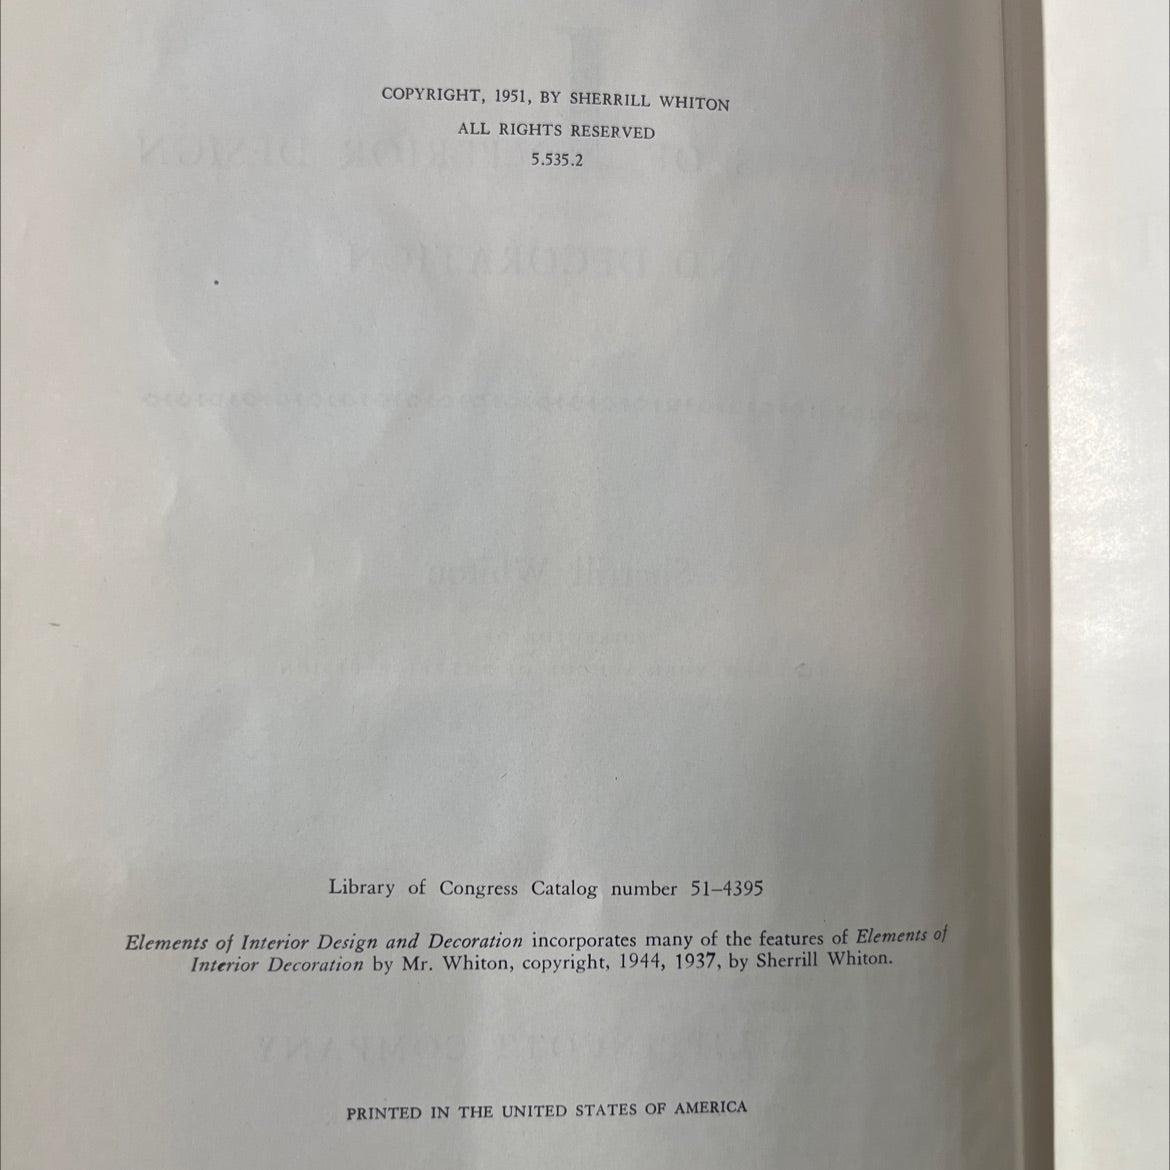 COPYRIGHT, 1951, BY SHERRILL WHITON
ALL RIGHTS RESERVED
5.535.2
Library of Congress Catalog number 51–4395
Elements of Interior Design and Decoration incorporates many of the features of Elements of
Interior Decoration by Mr. Whiton, copyright, 1944, 1937, by Sherrill Whiton.
PRINTED IN THE UNITED STATES OF AMERICA